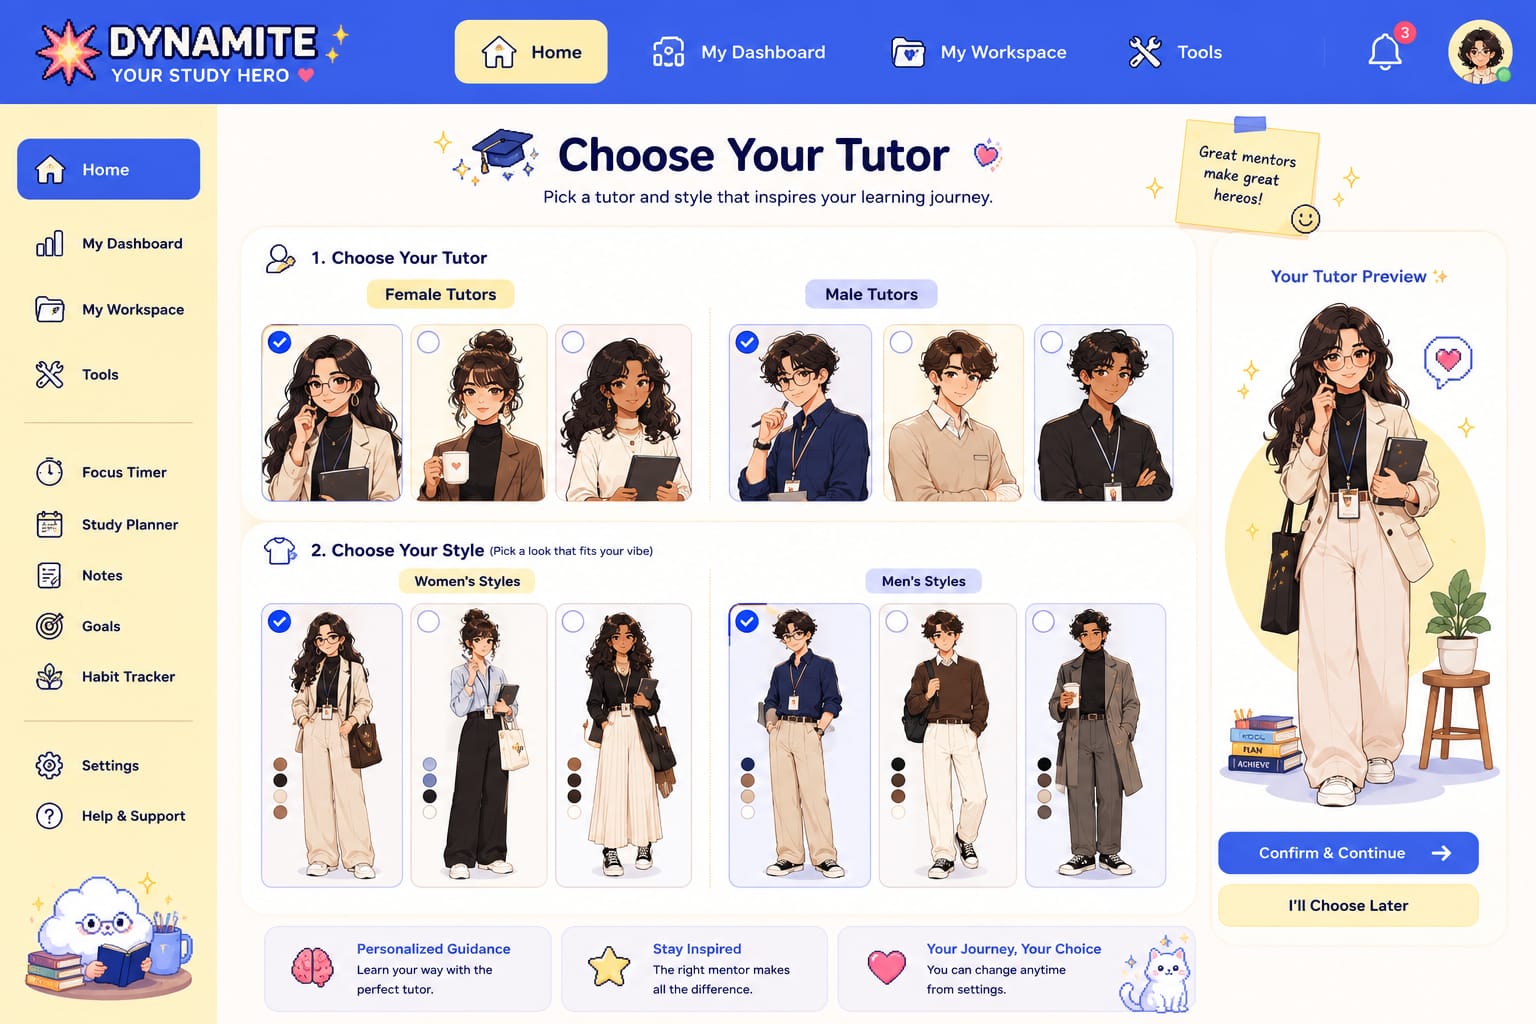 DYNAMITE
YOUR STUDY HERO
Home
My Dashboard
My Workspace
Tools
3
Home
My Dashboard
My Workspace
Tools
Focus Timer
Study Planner
Notes
Goals
Habit Tracker
Settings
Help & Support
Choose Your Tutor
Pick a tutor and style that inspires your learning journey.
Great mentors
make great
hereos!
1. Choose Your Tutor
Female Tutors
Male Tutors
2. Choose Your Style (Pick a look that fits your vibe)
Women's Styles
Men's Styles
Your Tutor Preview
PLAN
ACHIEVE
Confirm & Continue
I'll Choose Later
Personalized Guidance
Learn your way with the
perfect tutor.
Stay Inspired
The right mentor makes
all the difference.
Your Journey, Your Choice
You can change anytime
from settings.